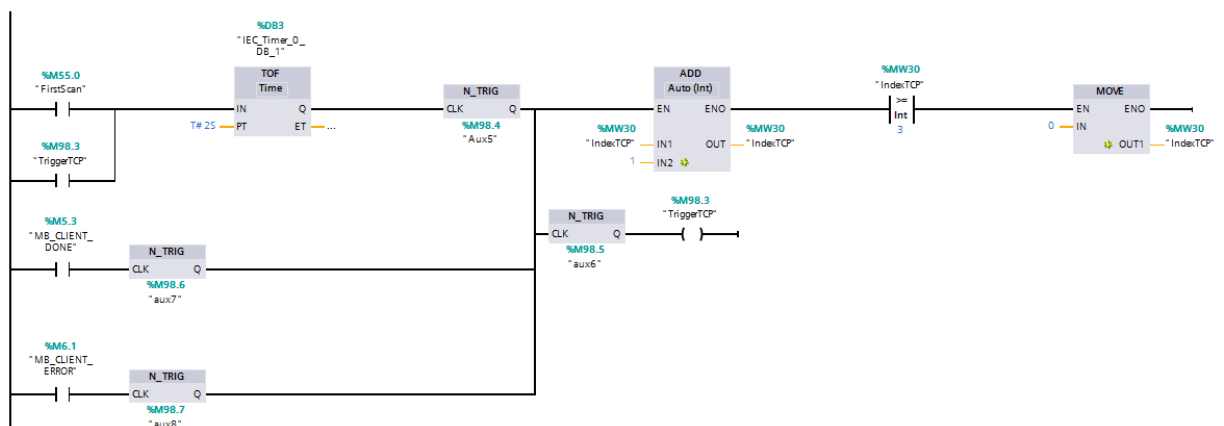 %DB3
"IEC_Timer_0_
DB_1"
%M55.0
"FirstScan"
TOF
Time
IN Q
T# 2S PT ET ...
N_TRIG
CLK Q
%M98.4
"Aux5"
ADD
Auto (Int)
EN ENO
%MW30
"IndexTCP" IN1
1 IN2
OUT
%MW30
"IndexTCP"
%MW30
"IndexTCP"
>=
Int
3
MOVE
EN ENO
0 IN
OUT1
%MW30
"IndexTCP"
%M98.3
"TriggerTCP"
N_TRIG
CLK Q
%M98.5
"aux6"
%M98.3
"TriggerTCP"
%M5.3
"MB_CLIENT_
DONE"
N_TRIG
CLK Q
%M98.6
"aux7"
%M6.1
"MB_CLIENT_
ERROR"
N_TRIG
CLK Q
%M98.7
"aux8"